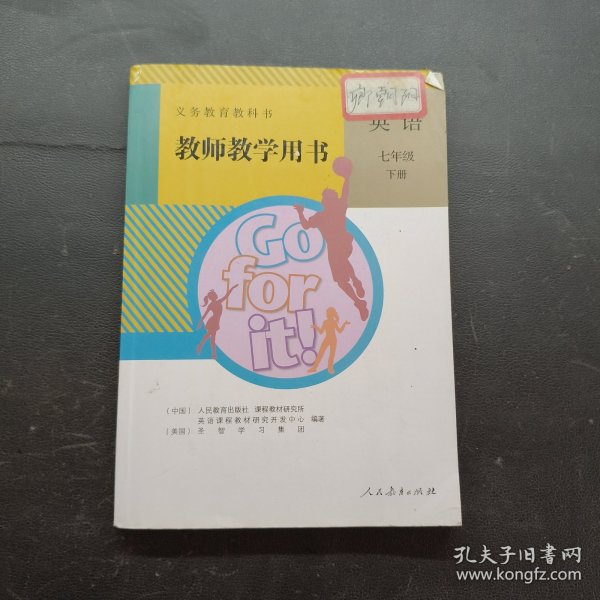 义务教育教科书
教师教学用书
英语
七年级
下册
Go
for
it!
（中国） 人民教育出版社 课程教材研究所
英语课程教材研究开发中心 编著
（美国） 圣智学习集团
人民教育出版社
孔夫子旧书网
www.kongfz.com